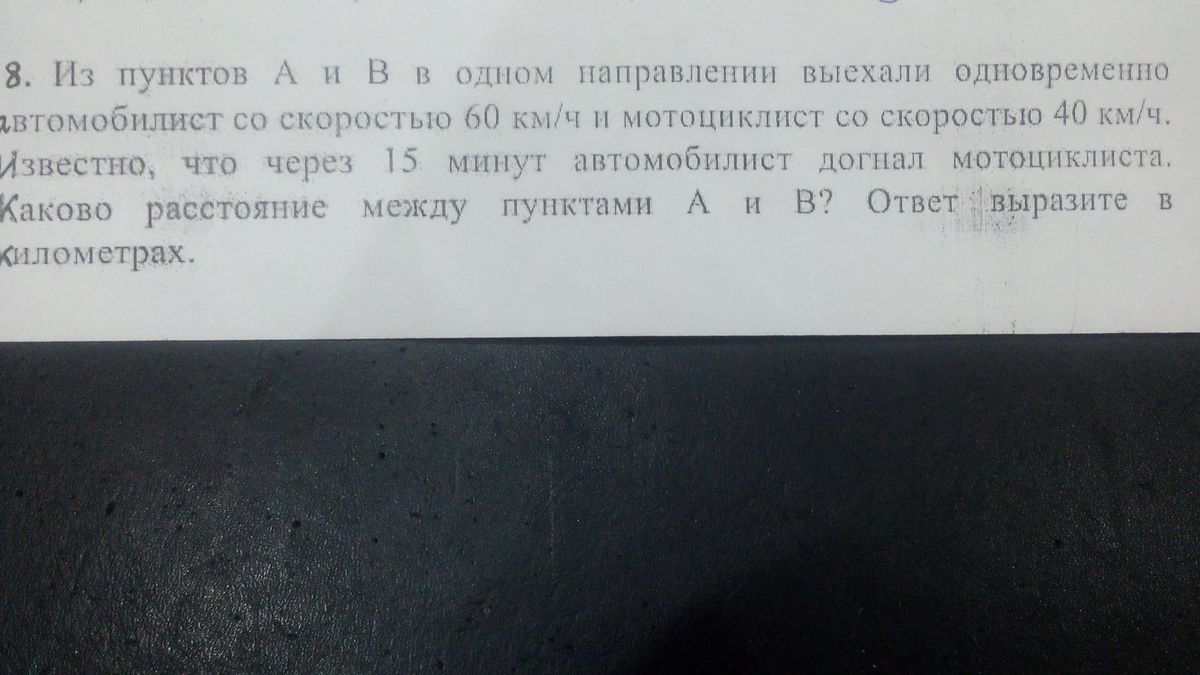 8. Из пунктов А и В в одном направлении выехали одновременно
автомобилист со скоростью 60 км/ч и мотоциклист со скоростью 40 км/ч.
Известно, что через 15 минут автомобилист догнал мотоциклиста.
Каково расстояние между пунктами А и В? Ответ выразите в
километрах.